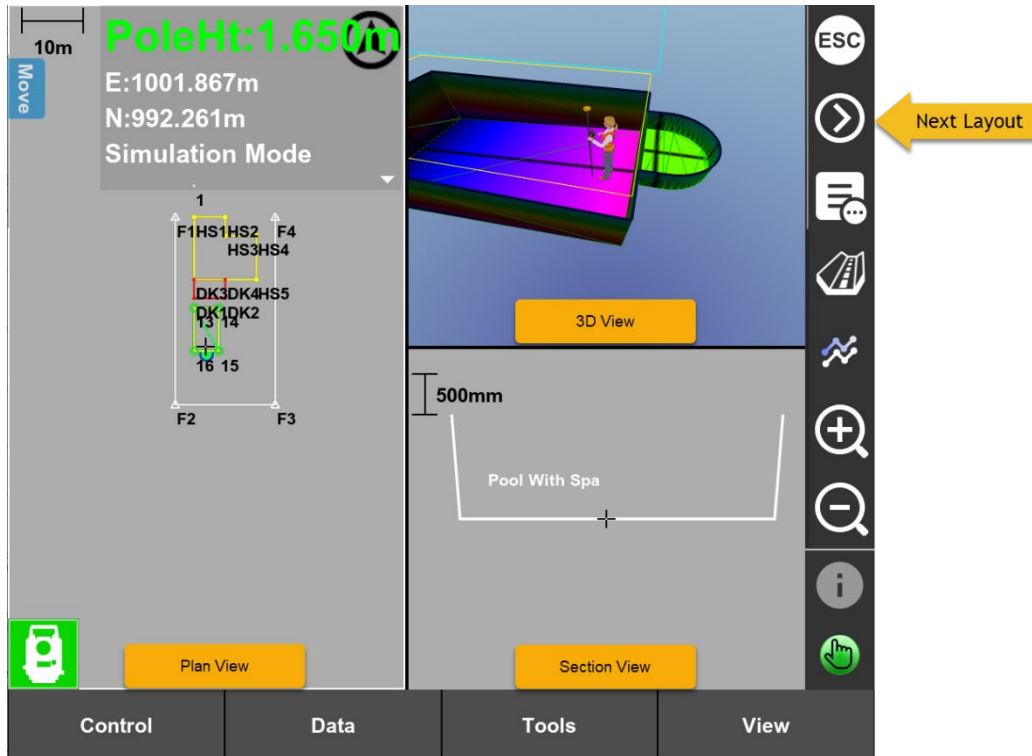 10m
PoleHt:1.650m
Move
E:1001.867m
N:992.261m
Simulation Mode
1
F1HS1HS2 F4
HS3HS4
DK3DK4HS5
DK1DK2
13 14
16 15
F2 F3
Plan View
3D View
500mm
Pool With Spa
Section View
ESC
Next Layout
i
Control Data Tools View